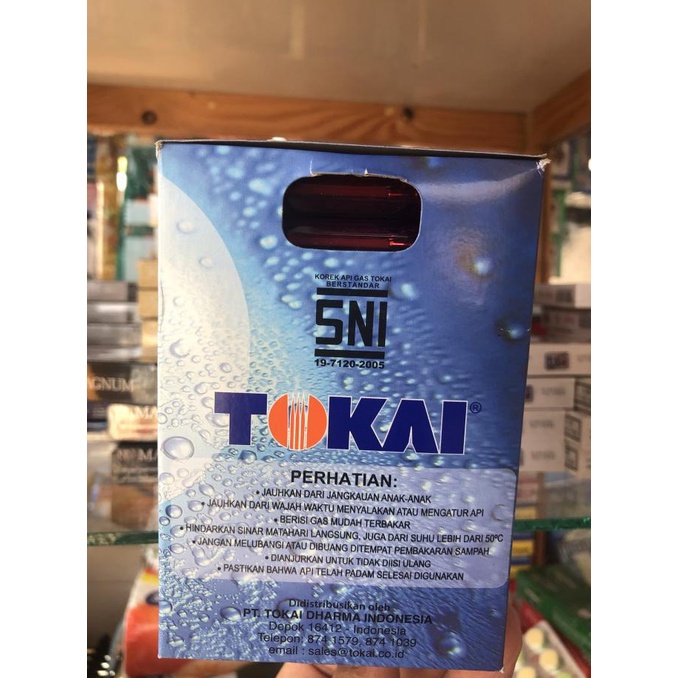 KOREK API GAS TOKAI
BERSTANDAR
SNI
19-7120-2005
TOKAI®
PERHATIAN:
• JAUHKAN DARI JANGKAUAN ANAK-ANAK
• JAUHKAN DARI WAJAH WAKTU MENYALAKAN ATAU MENGATUR API
• BERISI GAS MUDAH TERBAKAR
• HINDARKAN SINAR MATAHARI LANGSUNG, JUGA DARI SUHU LEBIH DARI 50°C
• JANGAN MELUBANGI ATAU DIBUANG DITEMPAT PEMBAKARAN SAMPAH
• DIANJURKAN UNTUK TIDAK DIISI ULANG
• PASTIKAN BAHWA API TELAH PADAM SELESAI DIGUNAKAN
Didistribusikan oleh
PT. TOKAI DHARMA INDONESIA
Depok 16412 - Indonesia
Telepon: 874 1579, 874 1039
email : sales@tokai.co.id